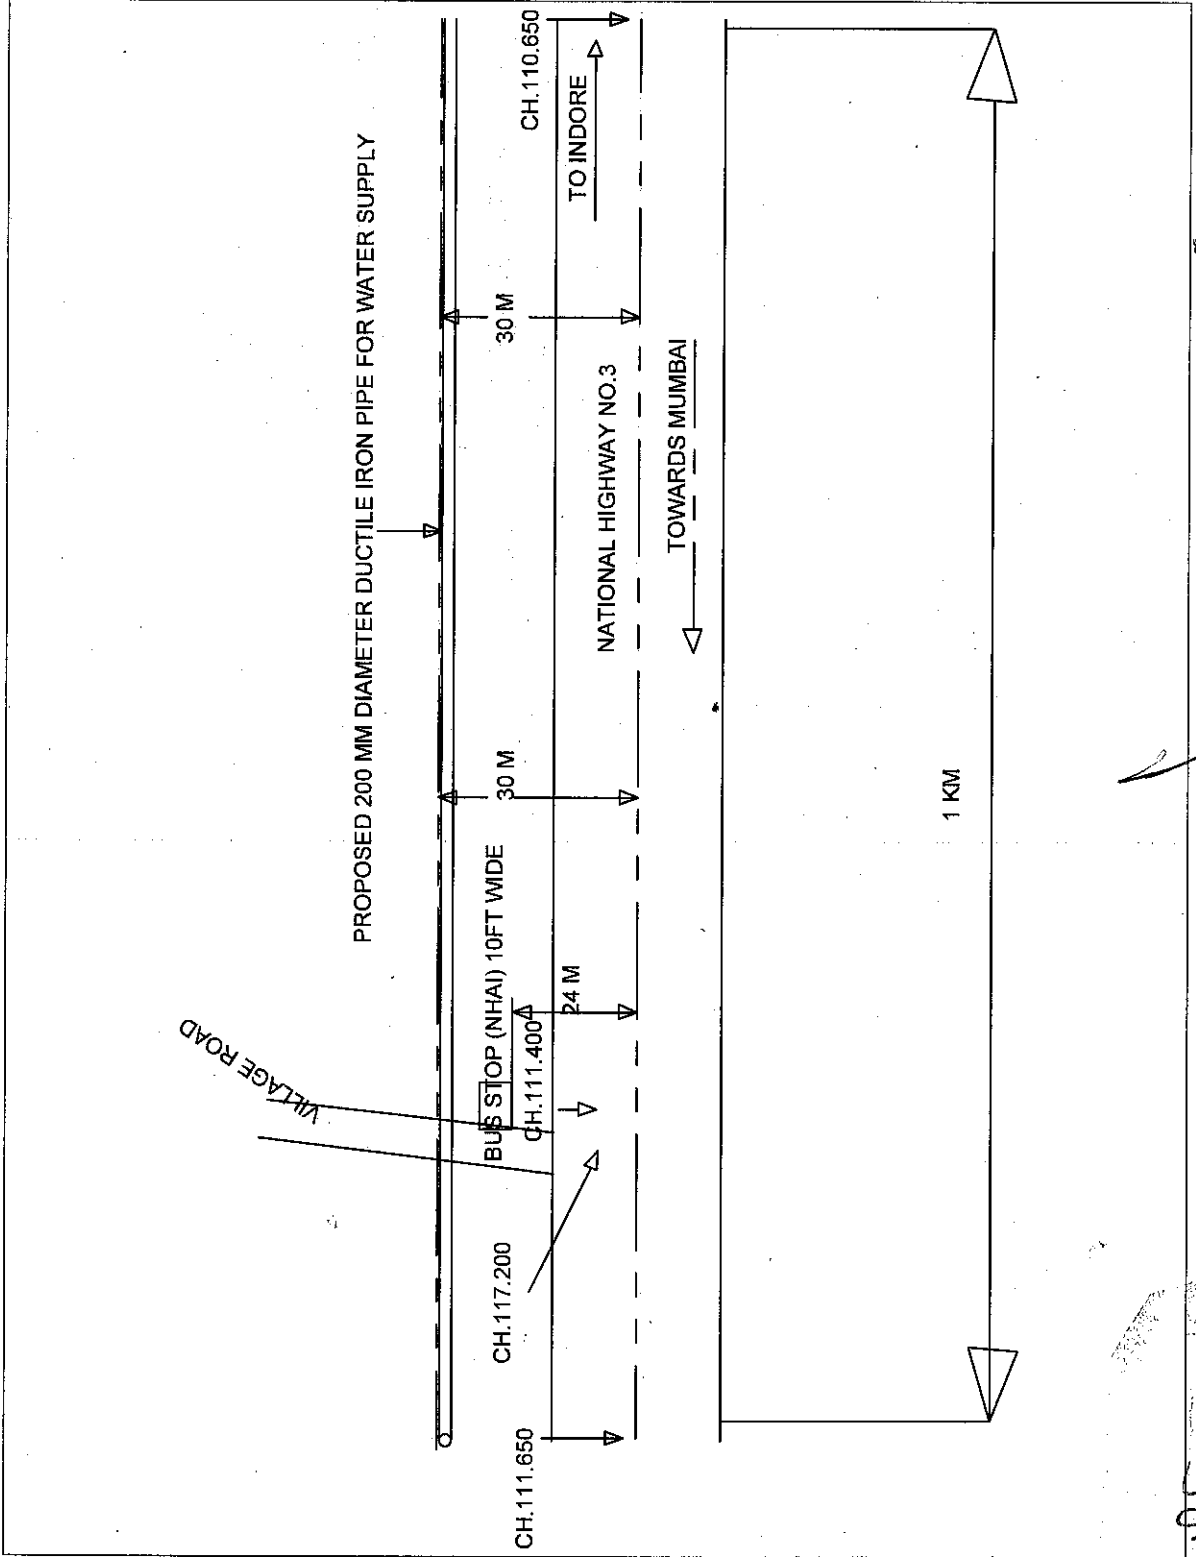 PROPOSED 200 MM DIAMETER DUCTILE IRON PIPE FOR WATER SUPPLY
VILLAGE ROAD
CH.111.650
CH.117.200
BUS STOP (NHAI) 10FT WIDE
CH.111.400
24 M
30 M
30 M
CH.110.650
TO INDORE
NATIONAL HIGHWAY NO.3
TOWARDS MUMBAI
1 KM